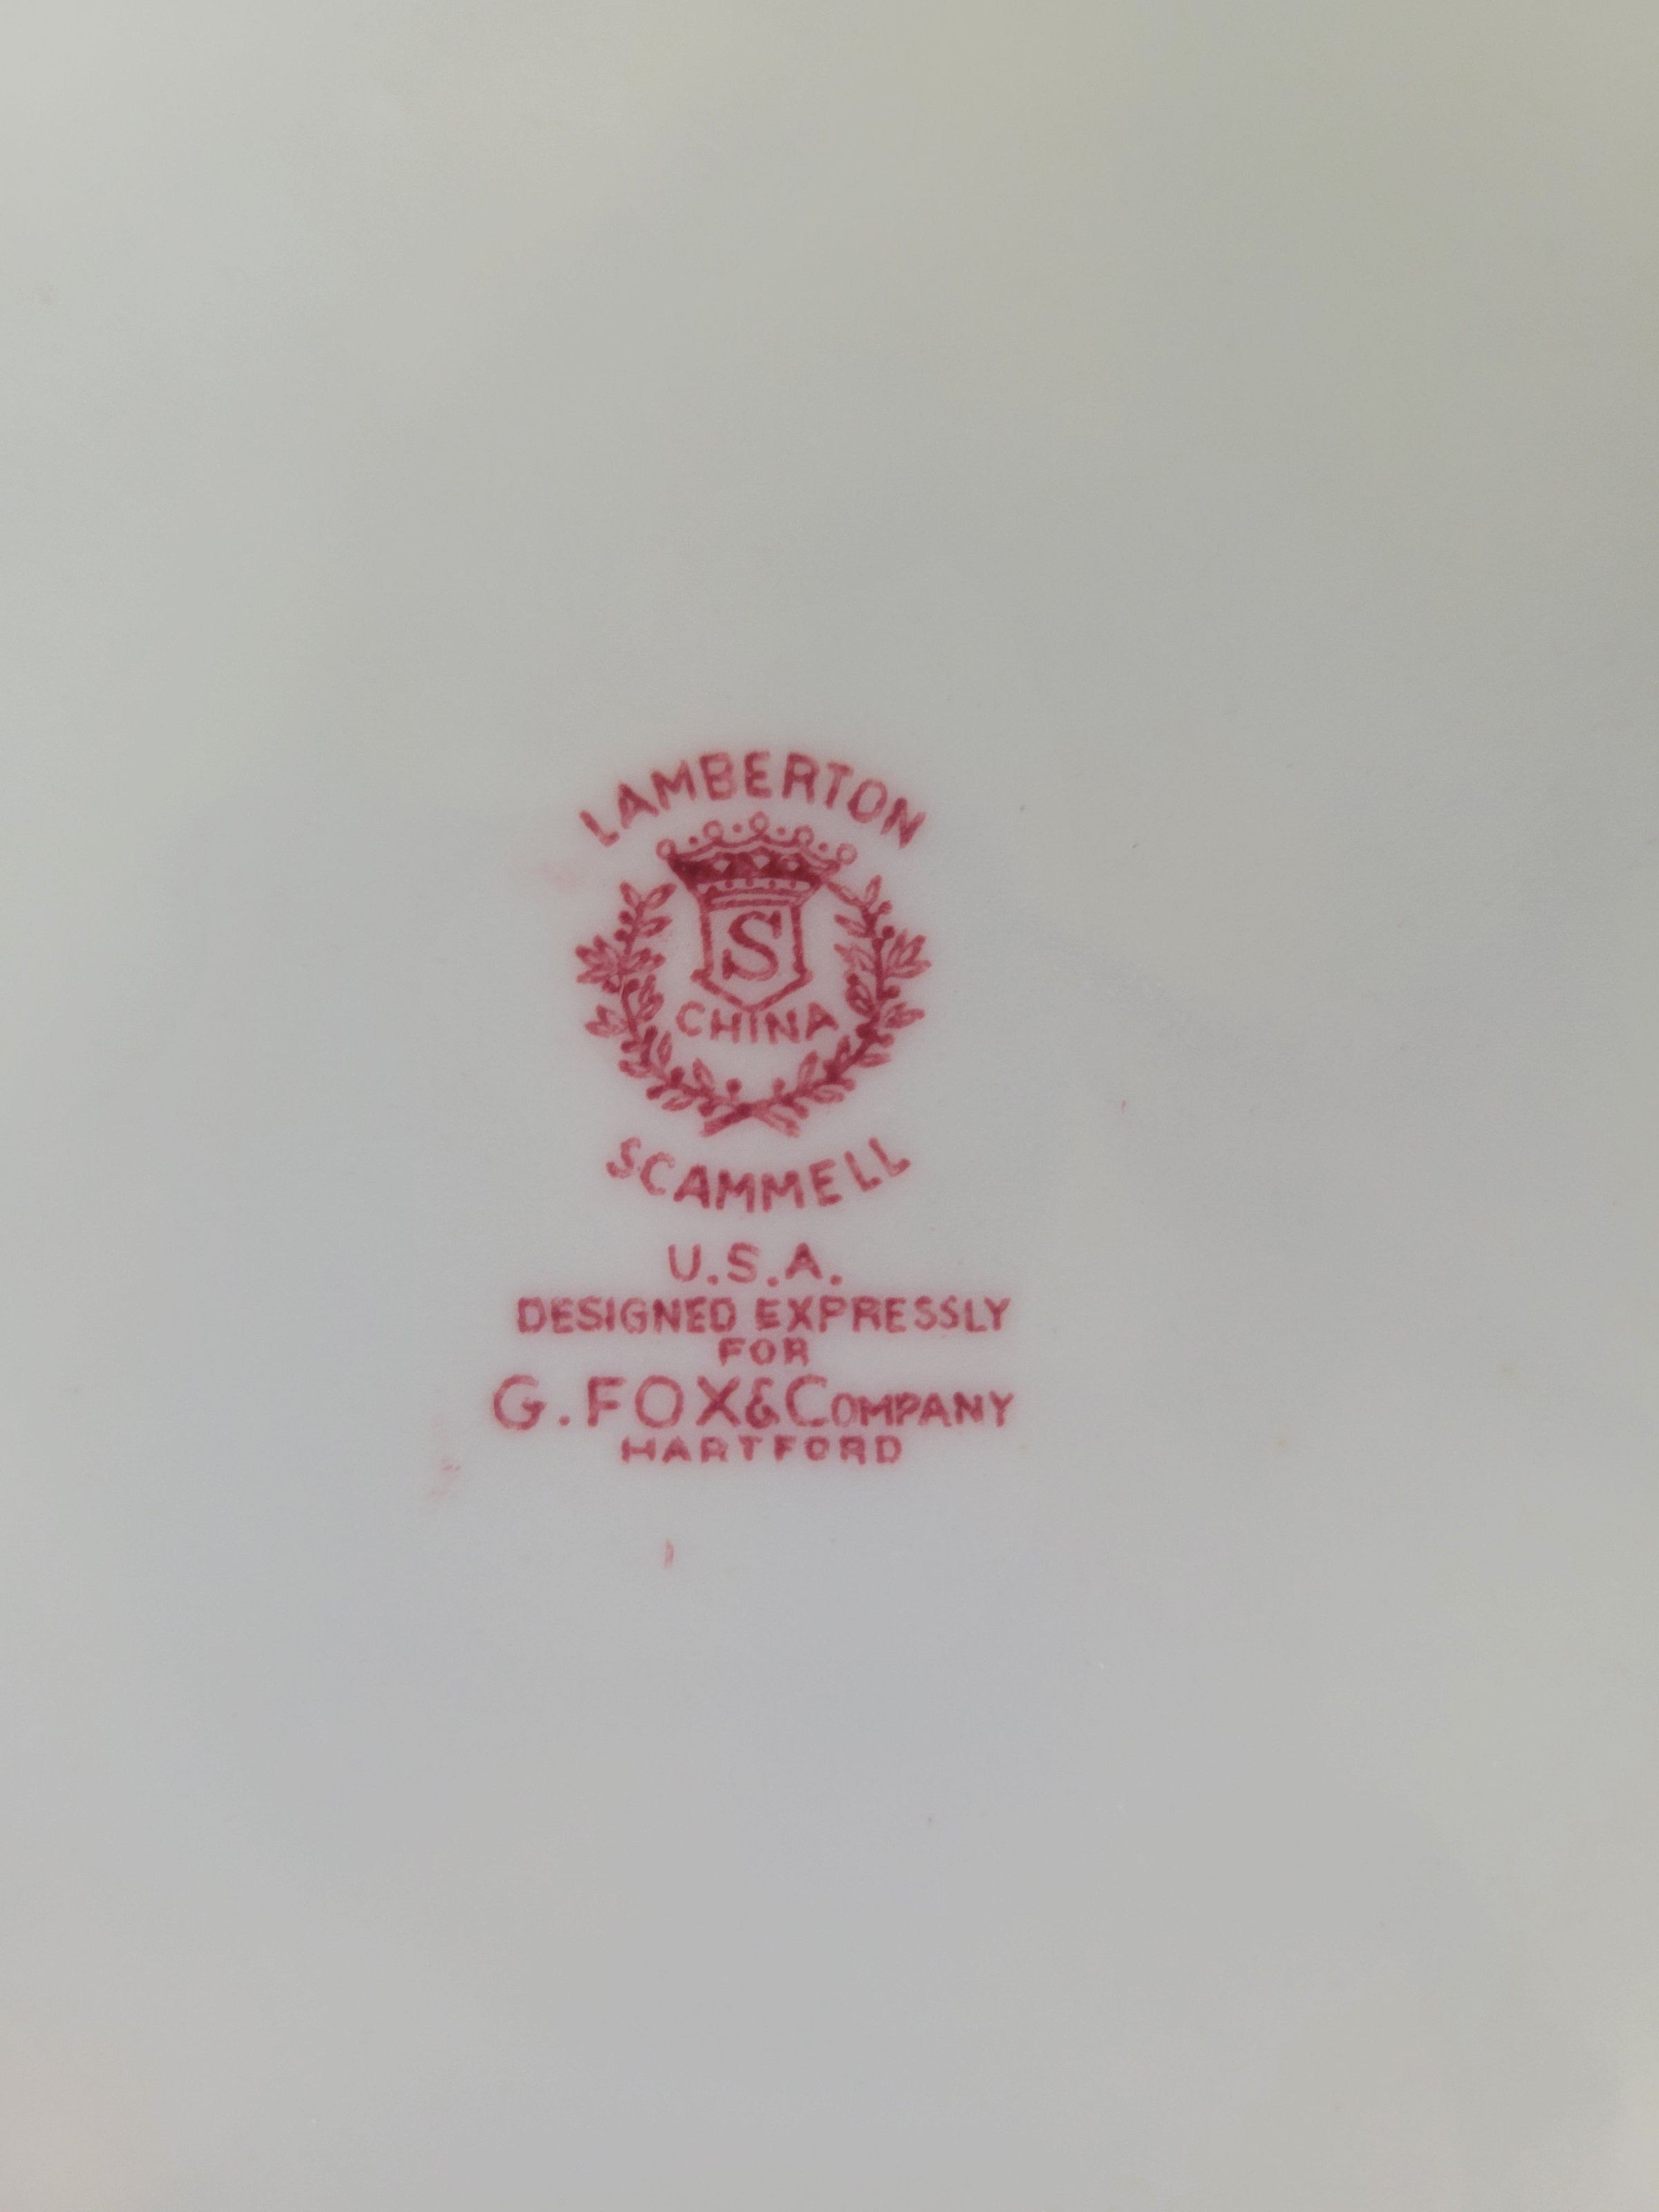 LAMBERTON
S
CHINA
SCAMMELL
U.S.A.
DESIGNED EXPRESSLY
FOR
G. FOX & COMPANY
HARTFORD